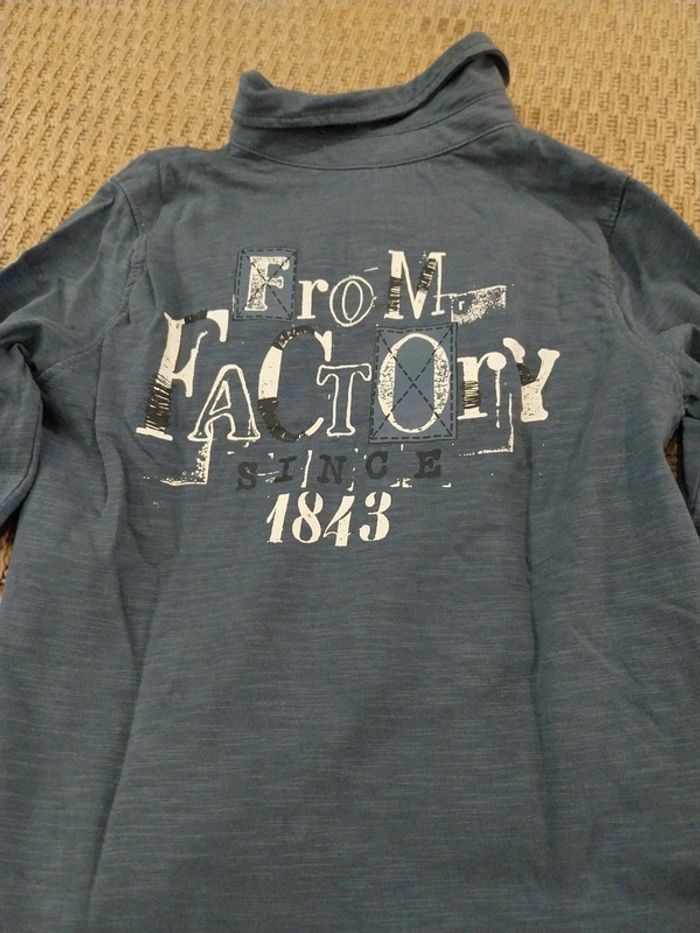 FroM
FACTOrY
SINCE
1843